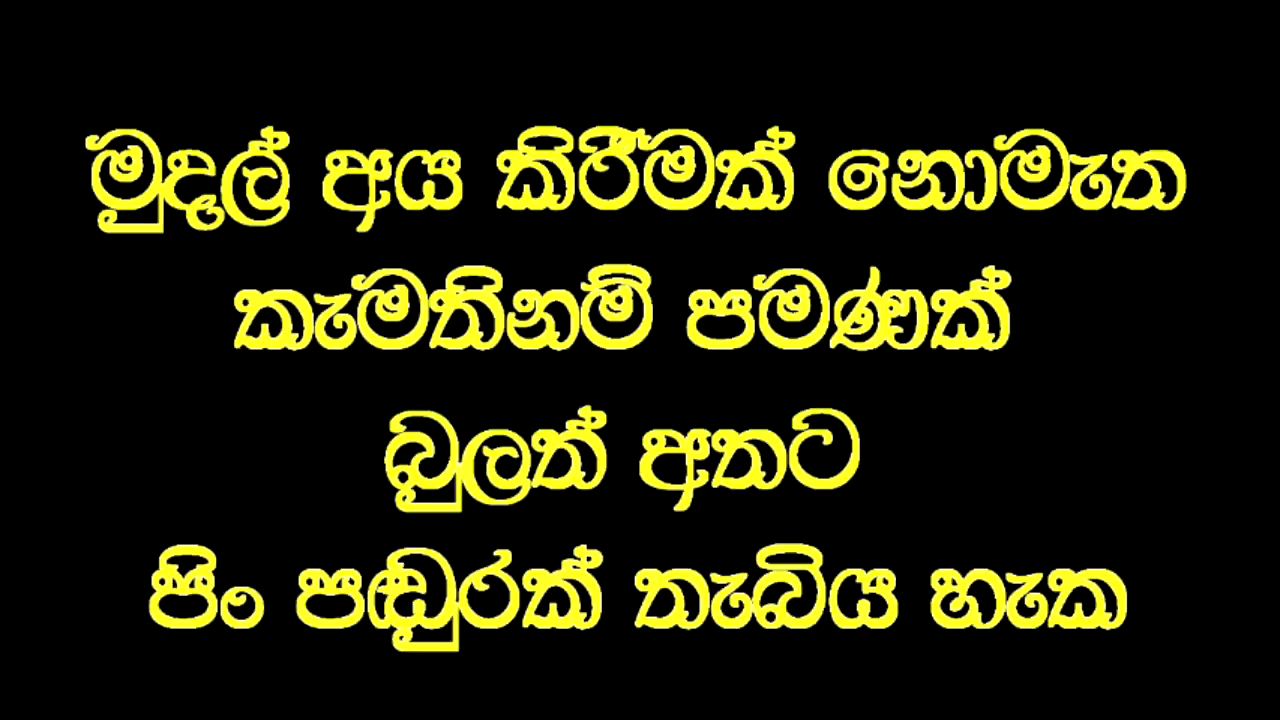 මුදල් අය කිරීමක් නොමැත
කැමතිනම් පමණක්
බුලත් අතට
පිං පඬුරක් තැබිය හැක